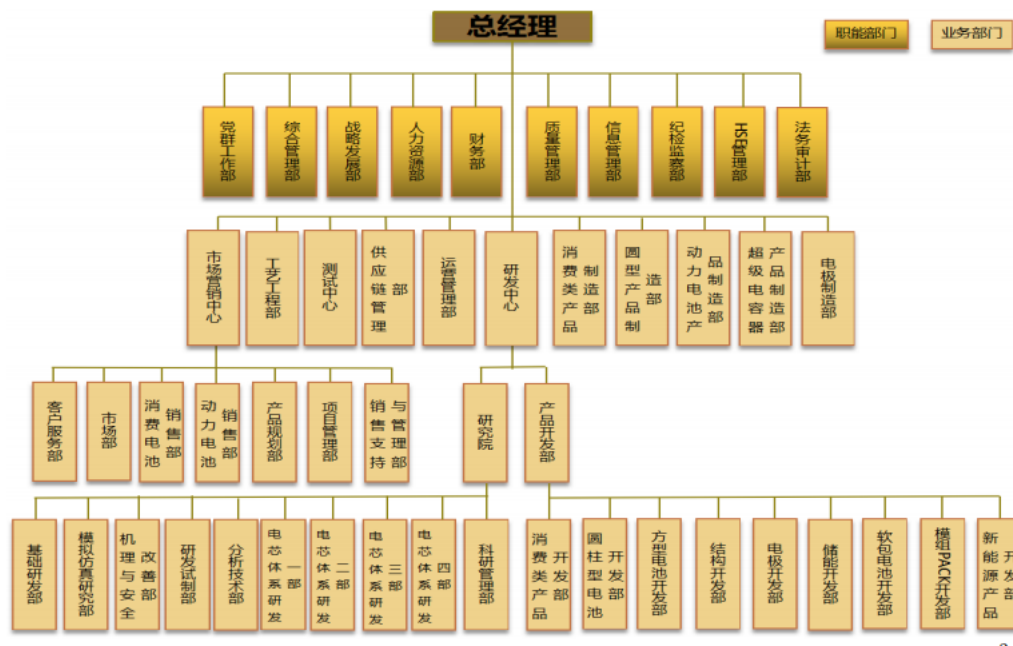 总经理
职能部门
业务部门
党群工作部
综合管理部
战略发展部
人力资源部
财务部
质量管理部
信息管理部
纪检监察部
HSE管理部
法务审计部
市场营销中心
工艺工程部
测试中心
供应链管理部
运营管理部
研发中心
消费类产品制造部
圆型产品制造部
动力电池产品制造部
超级电容器产品制造部
电极制造部
客户服务部
市场部
消费电池销售部
动力电池销售部
产品规划部
项目管理部
销售支持与管理部
研究院
产品开发部
基础研发部
模拟仿真研究部
机理与安全改善部
研发试制部
分析技术部
电芯体系研发一部
电芯体系研发二部
电芯体系研发三部
电芯体系研发四部
科研管理部
消费类产品开发部
圆柱型电池开发部
方型电池开发部
结构开发部
电极开发部
储能开发部
软包电池开发部
模组PACK开发部
新能源产品开发部